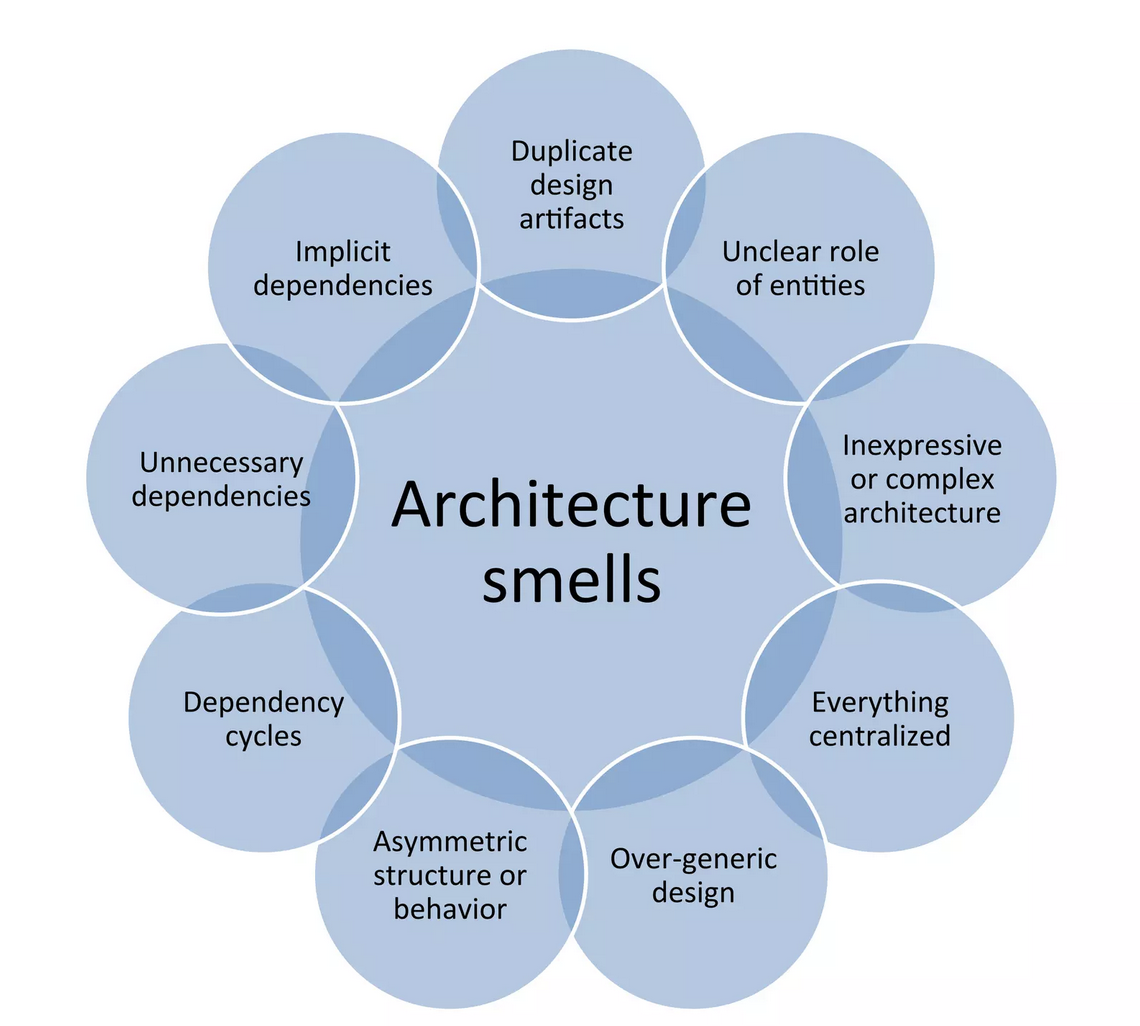 Duplicate
design
artifacts
Unclear role
of entities
Inexpressive
or complex
architecture
Everything
centralized
Over-generic
design
Asymmetric
structure or
behavior
Dependency
cycles
Unnecessary
dependencies
Implicit
dependencies
Architecture
smells